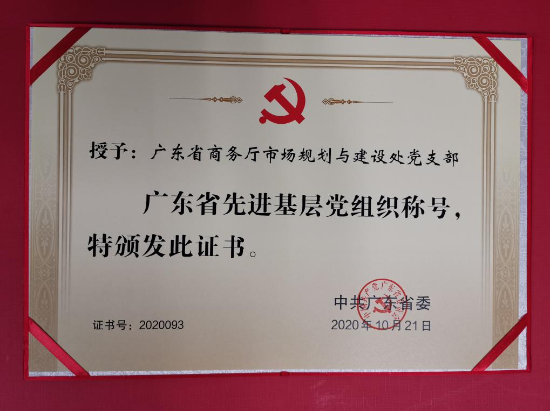 授予：广东省商务厅市场规划与建设处党支部
广东省先进基层党组织称号，
特颁发此证书。
中共广东省委
证书号：2020093
2020年10月21日